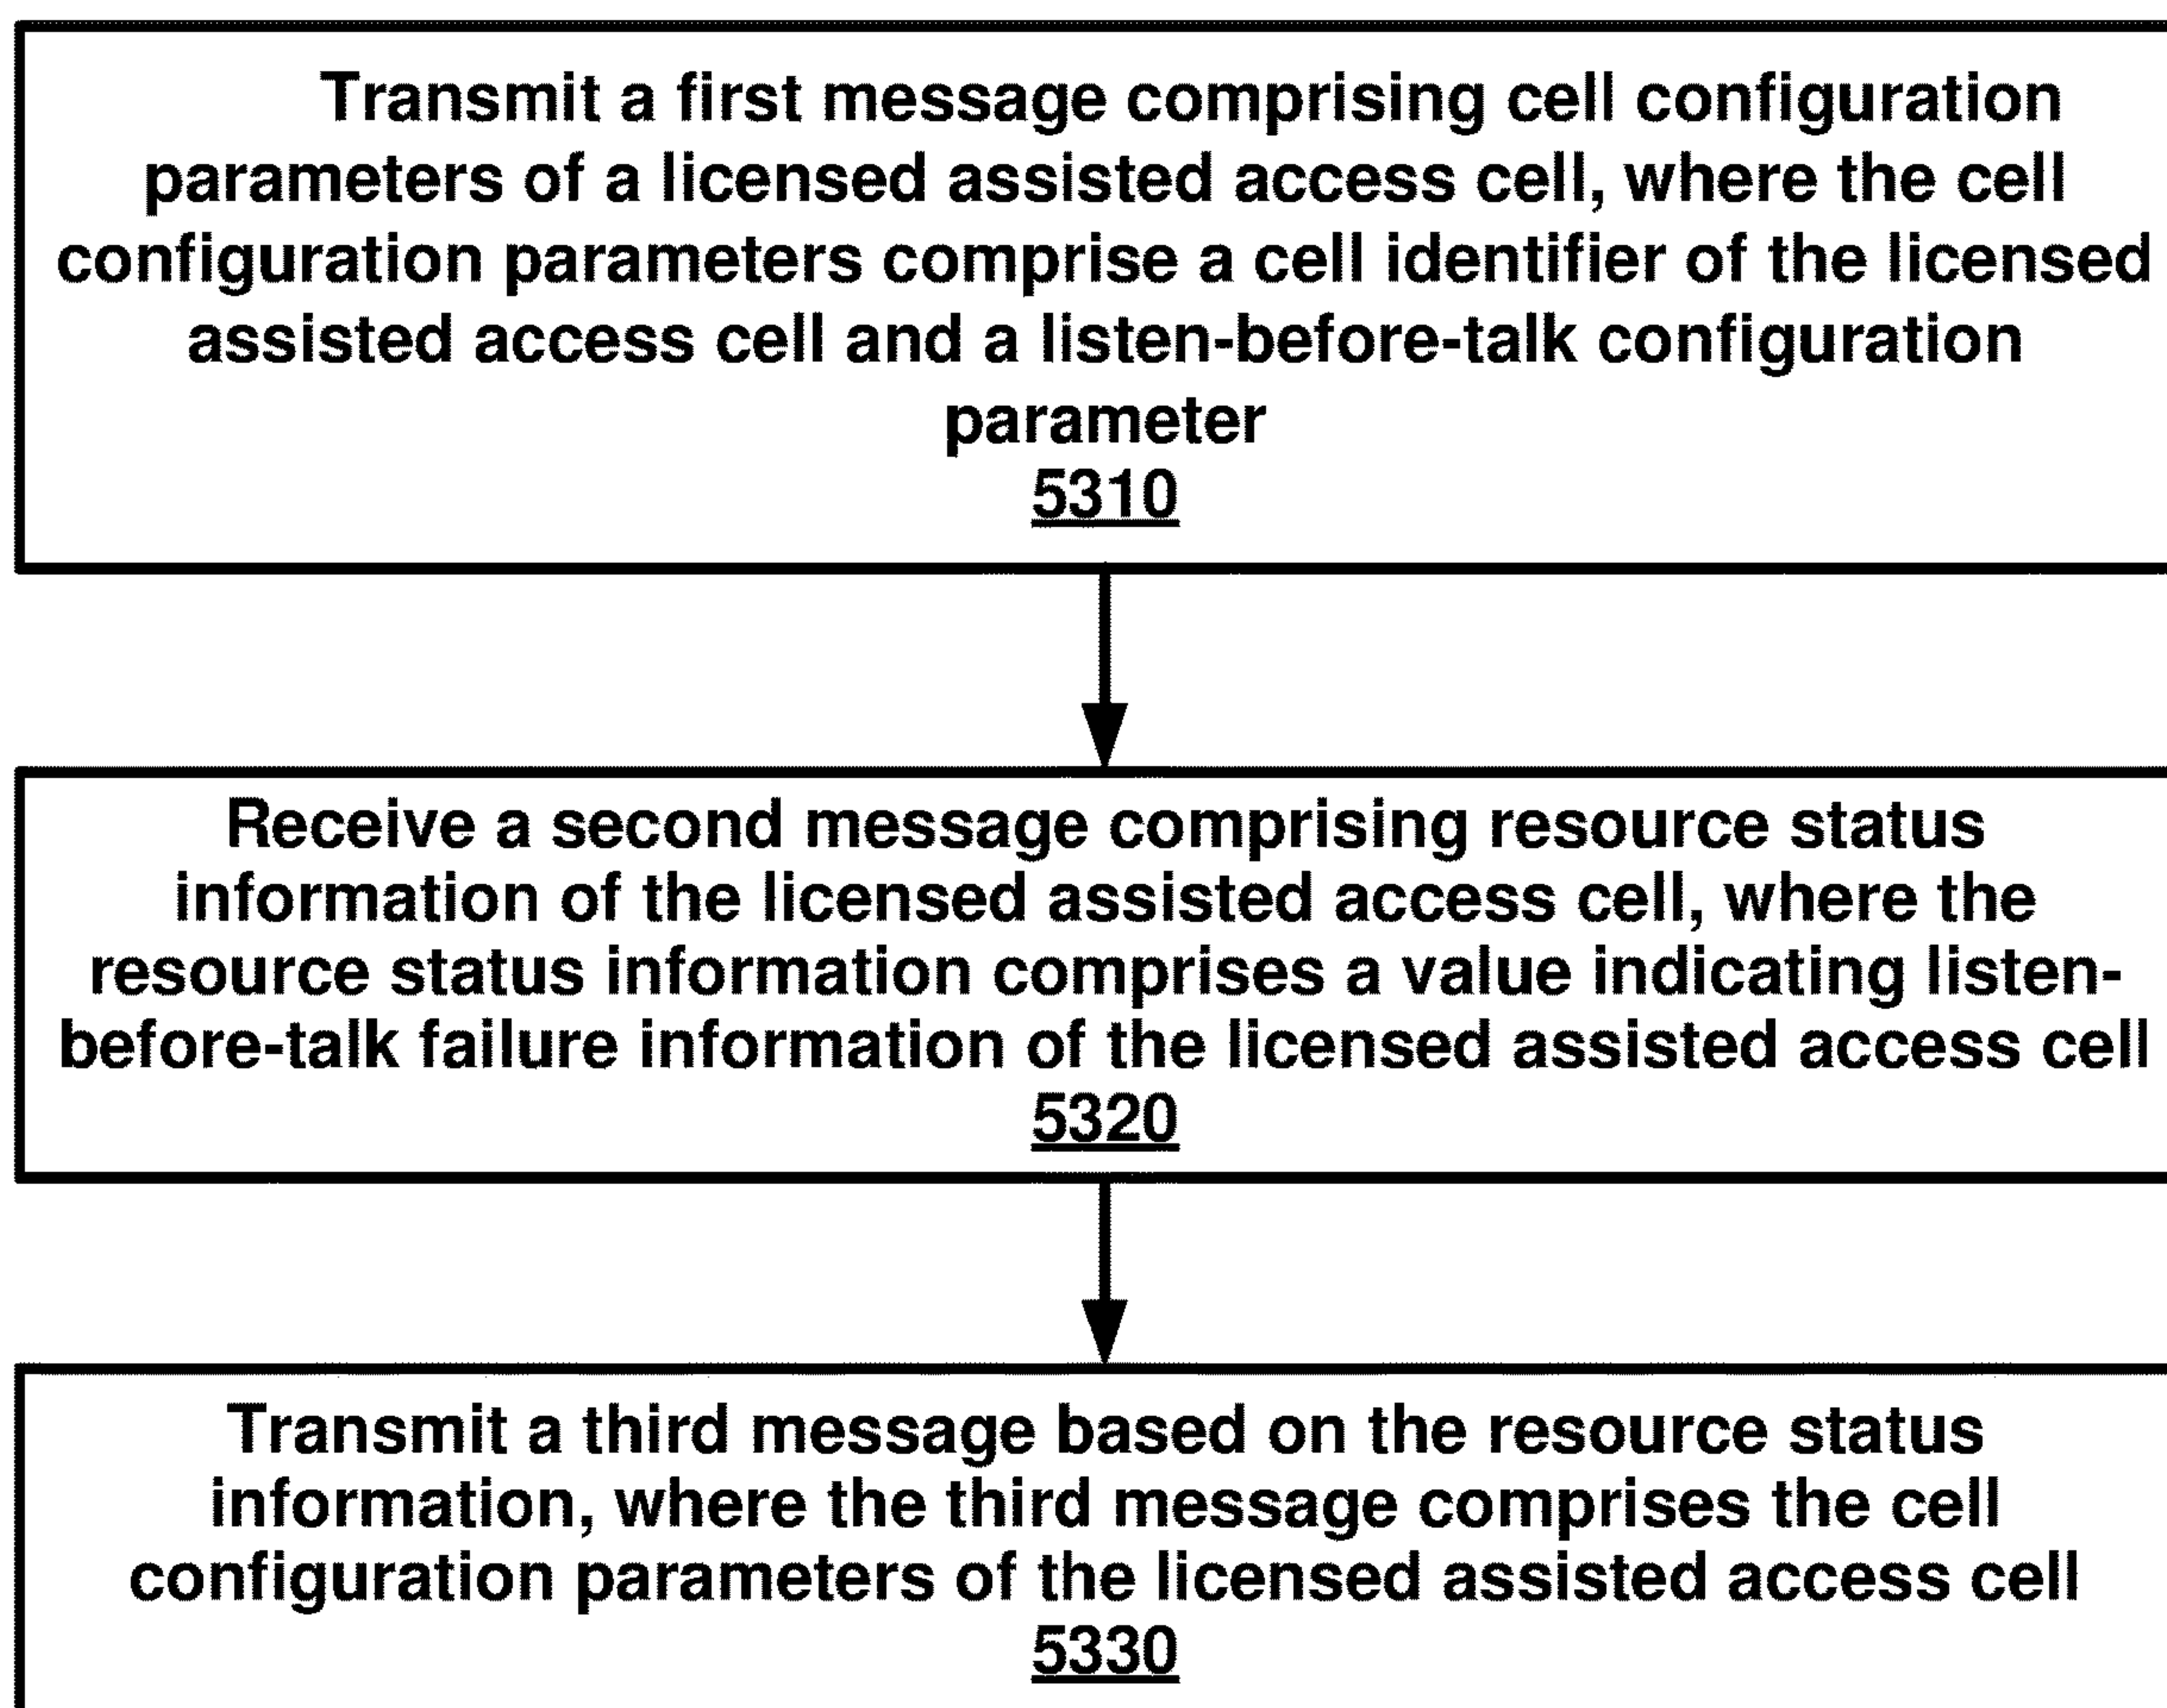 Transmit a first message comprising cell configuration
parameters of a licensed assisted access cell, where the cell
configuration parameters comprise a cell identifier of the licensed
assisted access cell and a listen-before-talk configuration
parameter
5310
Receive a second message comprising resource status
information of the licensed assisted access cell, where the
resource status information comprises a value indicating listen-
before-talk failure information of the licensed assisted access cell
5320
Transmit a third message based on the resource status
information, where the third message comprises the cell
configuration parameters of the licensed assisted access cell
5330